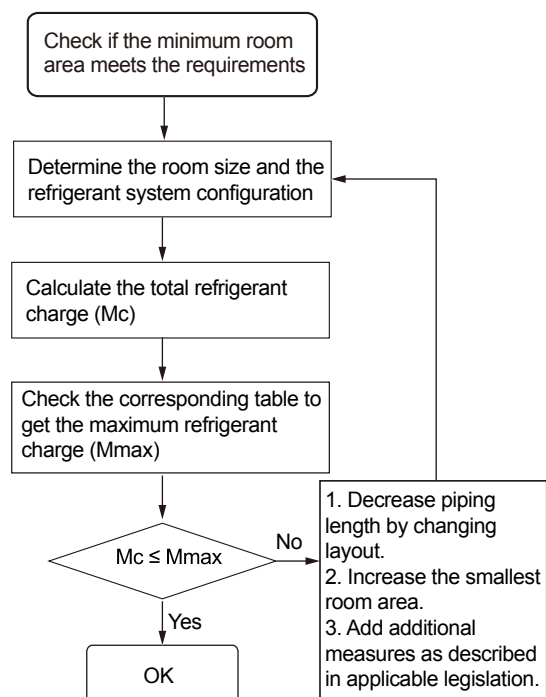 Check if the minimum room
area meets the requirements
Determine the room size and the
refrigerant system configuration
Calculate the total refrigerant
charge (Mc)
Check the corresponding table to
get the maximum refrigerant
charge (Mmax)
Mc ≤ Mmax
No
1. Decrease piping
length by changing
layout.
2. Increase the smallest
room area.
3. Add additional
measures as described
in applicable legislation.
Yes
OK